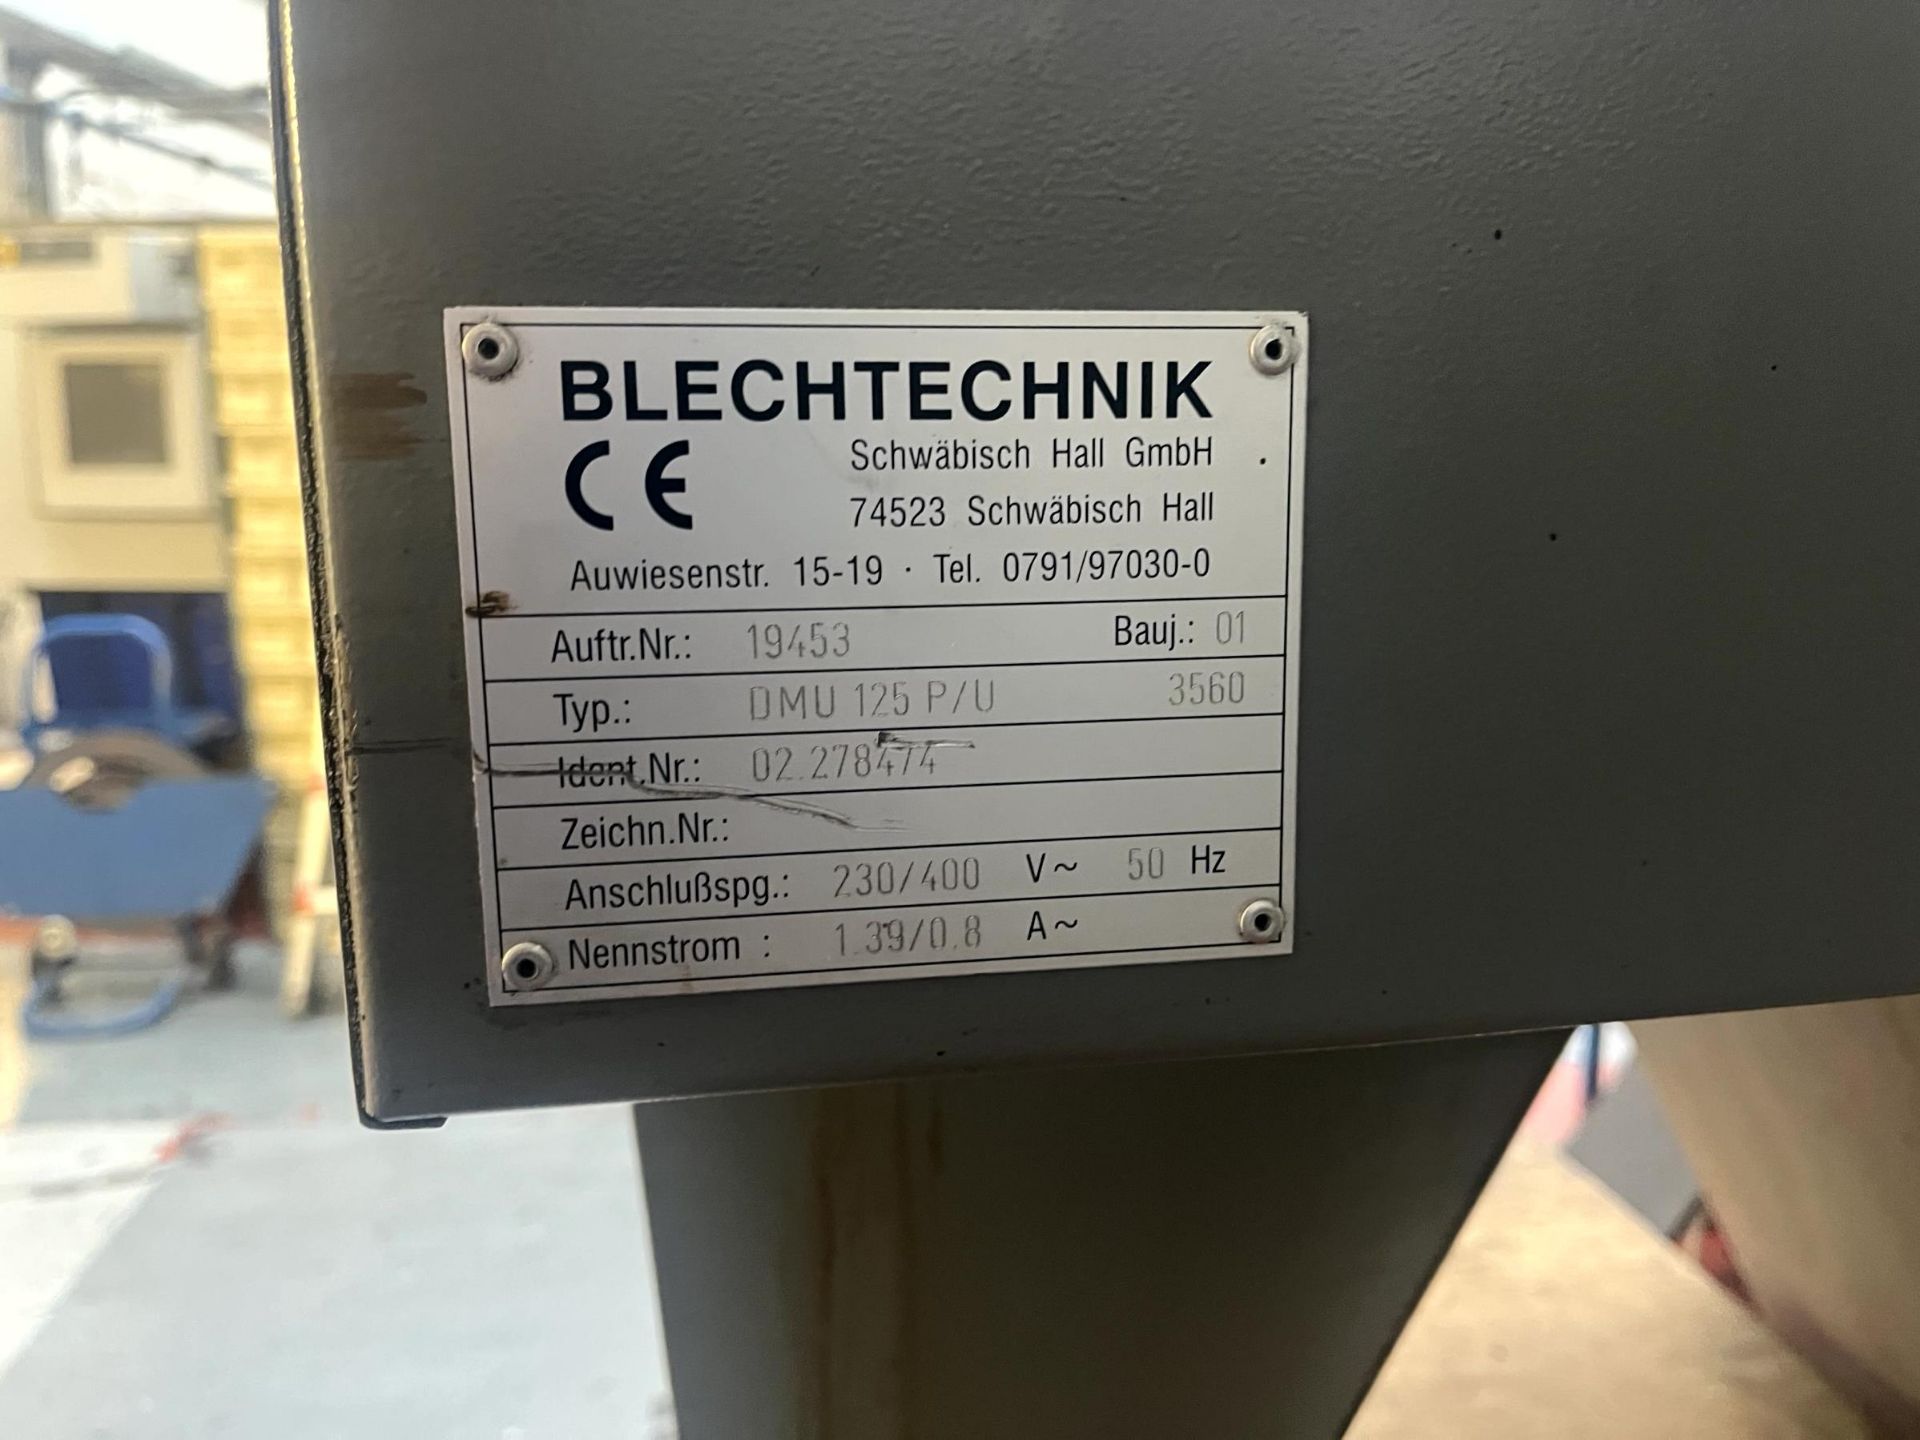 BLECHTECHNIK
CE Schwäbisch Hall GmbH
74523 Schwäbisch Hall
Auwiesenstr. 15-19 · Tel. 0791/97030-0
Auftr.Nr.: 19453 Bauj.: 01
Typ.: DMU 125 P/U 3560
Ident.Nr.: 02.278474
Zeichn.Nr.:
Anschlußspg.: 230/400 V~ 50 Hz
Nennstrom : 1.39/0.8 A~